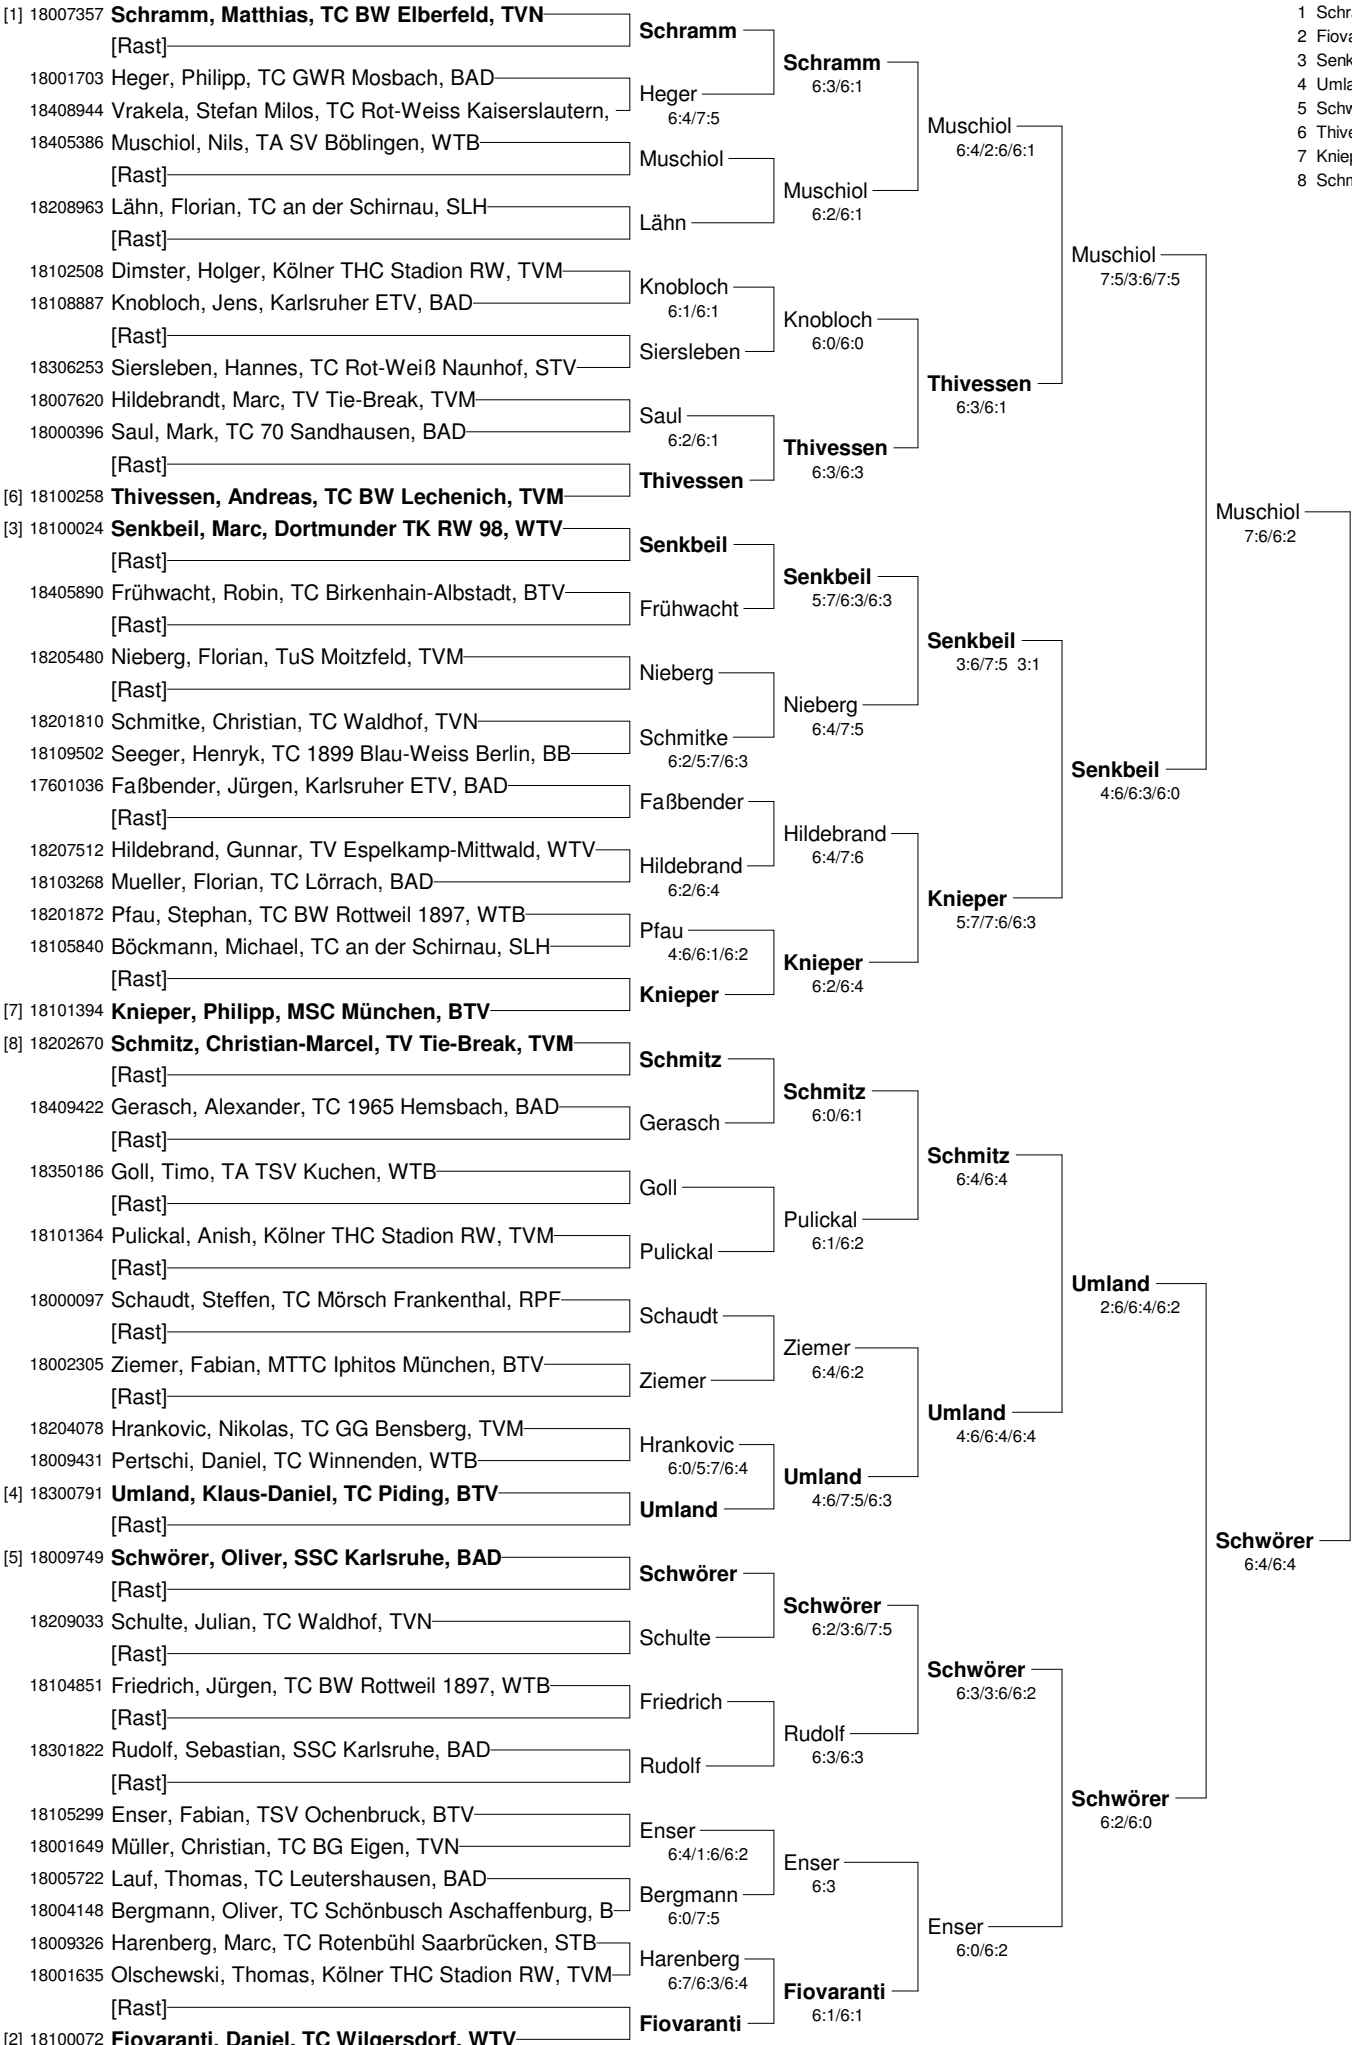 [1] 18007357 Schramm, Matthias, TC BW Elberfeld, TVN
[Rast]
18001703 Heger, Philipp, TC GWR Mosbach, BAD
18408944 Vrakela, Stefan Milos, TC Rot-Weiss Kaiserslautern,
18405386 Muschiol, Nils, TA SV Böblingen, WTB
[Rast]
18208963 Lähn, Florian, TC an der Schirnau, SLH
[Rast]
18102508 Dimster, Holger, Kölner THC Stadion RW, TVM
18108887 Knobloch, Jens, Karlsruher ETV, BAD
[Rast]
18306253 Siersleben, Hannes, TC Rot-Weiß Naunhof, STV
18007620 Hildebrandt, Marc, TV Tie-Break, TVM
18000396 Saul, Mark, TC 70 Sandhausen, BAD
[Rast]
[6] 18100258 Thivessen, Andreas, TC BW Lechenich, TVM
[3] 18100024 Senkbeil, Marc, Dortmunder TK RW 98, WTV
[Rast]
18405890 Frühwacht, Robin, TC Birkenhain-Albstadt, BTV
[Rast]
18205480 Nieberg, Florian, TuS Moitzfeld, TVM
[Rast]
18201810 Schmitke, Christian, TC Waldhof, TVN
18109502 Seeger, Henryk, TC 1899 Blau-Weiss Berlin, BB
17601036 Faßbender, Jürgen, Karlsruher ETV, BAD
[Rast]
18207512 Hildebrand, Gunnar, TV Espelkamp-Mittwald, WTV
18103268 Mueller, Florian, TC Lörrach, BAD
18201872 Pfau, Stephan, TC BW Rottweil 1897, WTB
18105840 Böckmann, Michael, TC an der Schirnau, SLH
[Rast]
[7] 18101394 Knieper, Philipp, MSC München, BTV
[8] 18202670 Schmitz, Christian-Marcel, TV Tie-Break, TVM
[Rast]
18409422 Gerasch, Alexander, TC 1965 Hemsbach, BAD
[Rast]
18350186 Goll, Timo, TA TSV Kuchen, WTB
[Rast]
18101364 Pulickal, Anish, Kölner THC Stadion RW, TVM
[Rast]
18000097 Schaudt, Steffen, TC Mörsch Frankenthal, RPF
[Rast]
18002305 Ziemer, Fabian, MTTC Iphitos München, BTV
[Rast]
18204078 Hrankovic, Nikolas, TC GG Bensberg, TVM
18009431 Pertschi, Daniel, TC Winnenden, WTB
[4] 18300791 Umland, Klaus-Daniel, TC Piding, BTV
[Rast]
[5] 18009749 Schwörer, Oliver, SSC Karlsruhe, BAD
[Rast]
18209033 Schulte, Julian, TC Waldhof, TVN
[Rast]
18104851 Friedrich, Jürgen, TC BW Rottweil 1897, WTB
[Rast]
18301822 Rudolf, Sebastian, SSC Karlsruhe, BAD
[Rast]
18105299 Enser, Fabian, TSV Ochenbruck, BTV
18001649 Müller, Christian, TC BG Eigen, TVN
18005722 Lauf, Thomas, TC Leutershausen, BAD
18004148 Bergmann, Oliver, TC Schönbusch Aschaffenburg, B
18009326 Harenberg, Marc, TC Rotenbühl Saarbrücken, STB
18001635 Olschewski, Thomas, Kölner THC Stadion RW, TVM
[Rast]
[2] 18100072 Fiovaranti, Daniel, TC Wilgersdorf, WTV
Schramm
Heger
6:4/7:5
Muschiol
Lähn
Knobloch
6:1/6:1
Siersleben
Saul
6:2/6:1
Thivessen
Senkbeil
Frühwacht
Nieberg
Schmitke
6:2/5:7/6:3
Faßbender
Hildebrand
6:2/6:4
Pfau
4:6/6:1/6:2
Knieper
Schmitz
Gerasch
Goll
Pulickal
Schaudt
Ziemer
Hrankovic
6:0/5:7/6:4
Umland
Schwörer
Schulte
Friedrich
Rudolf
Enser
6:4/1:6/6:2
Bergmann
6:0/7:5
Harenberg
6:7/6:3/6:4
Fiovaranti
Schramm
6:3/6:1
Muschiol
6:2/6:1
Knobloch
6:0/6:0
Thivessen
6:3/6:3
Senkbeil
5:7/6:3/6:3
Nieberg
6:4/7:5
Hildebrand
6:4/7:6
Knieper
6:2/6:4
Schmitz
6:0/6:1
Pulickal
6:1/6:2
Ziemer
6:4/6:2
Umland
4:6/7:5/6:3
Schwörer
6:2/3:6/7:5
Rudolf
6:3/6:3
Enser
6:3
Fiovaranti
6:1/6:1
Muschiol
6:4/2:6/6:1
Thivessen
6:3/6:1
Senkbeil
3:6/7:5 3:1
Knieper
5:7/7:6/6:3
Schmitz
6:4/6:4
Umland
4:6/6:4/6:4
Schwörer
6:3/3:6/6:2
Enser
6:0/6:2
Muschiol
7:5/3:6/7:5
Senkbeil
4:6/6:3/6:0
Umland
2:6/6:4/6:2
Schwörer
6:2/6:0
Muschiol
7:6/6:2
Schwörer
6:4/6:4
1 Schr
2 Fiova
3 Senk
4 Umla
5 Schw
6 Thive
7 Kniep
8 Schm